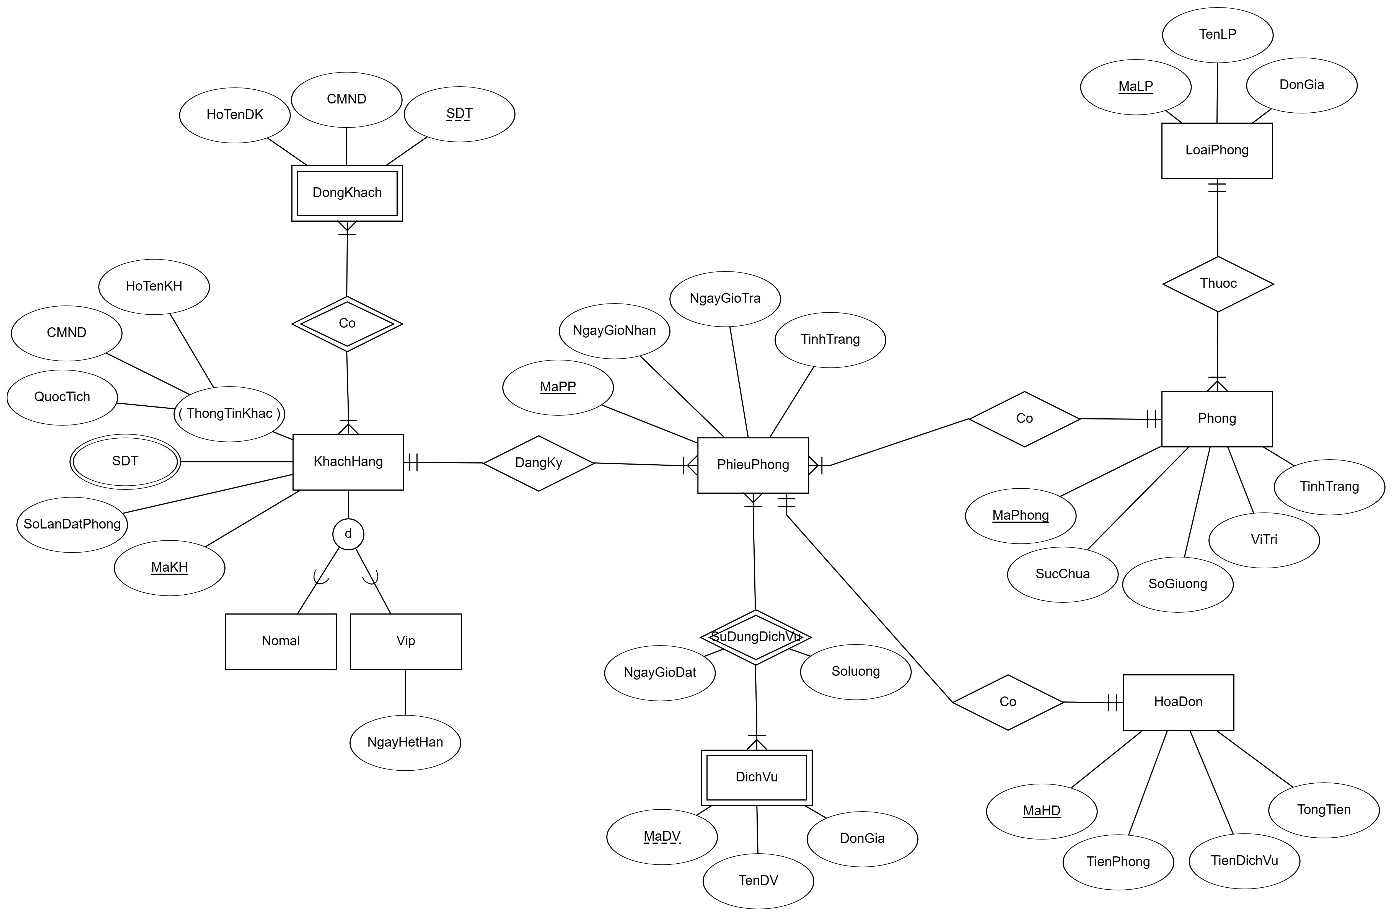 TenLP
MaLP
DonGia
LoaiPhong
HoTenDK
CMND
SDT
DongKhach
Thuoc
HoTenKH
CMND
QuocTich
( ThongTinKhac )
SDT
SoLanDatPhong
MaKH
Co
KhachHang
d
Nomal
Vip
NgayHetHan
DangKy
NgayGioTra
NgayGioNhan
TinhTrang
MaPP
PhieuPhong
Co
Phong
MaPhong
SucChua
SoGiuong
ViTri
TinhTrang
SuDungDichVu
NgayGioDat
Soluong
DichVu
MaDV
TenDV
DonGia
Co
HoaDon
MaHD
TienPhong
TienDichVu
TongTien